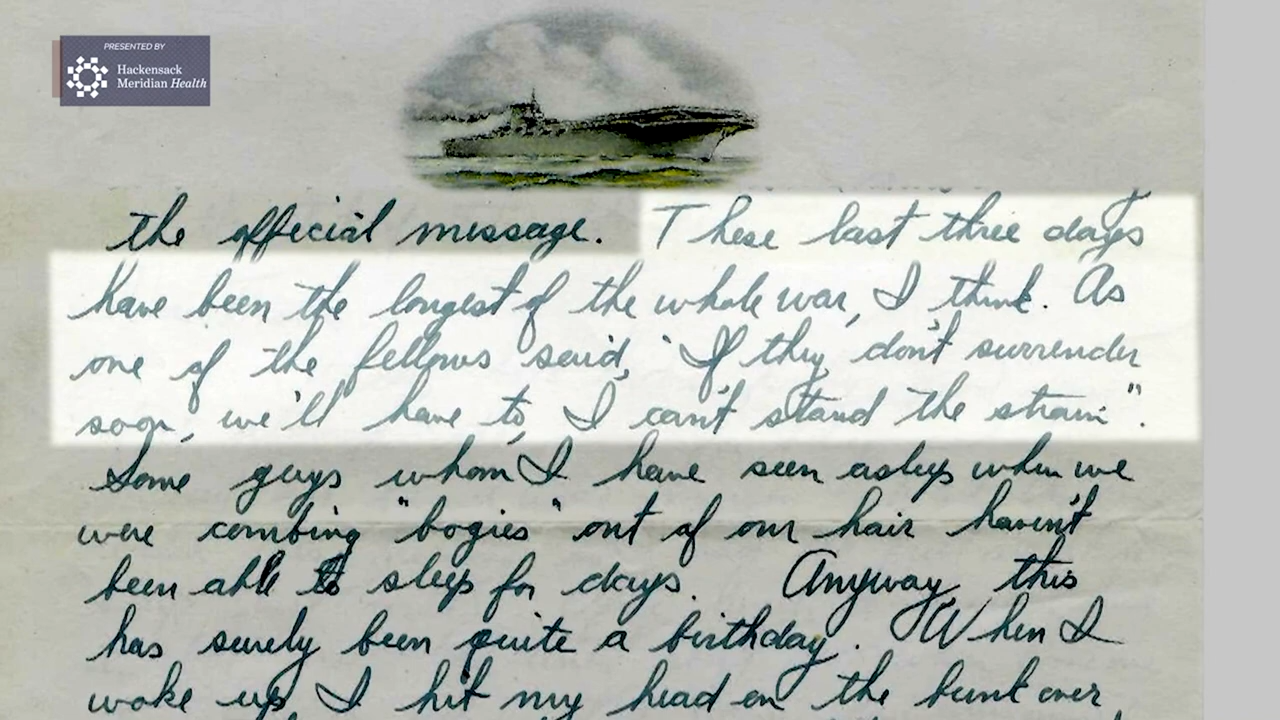 PRESENTED BY
Hackensack
Meridian Health
the official message. These last three days
have been the longest of the whole war, I think. As
one of the fellows said, "If they don't surrender
soon, we'll have to, I can't stand the strain".
Some guys whom I have seen asleep when we
were combing "bogies" out of our hair haven't
been able to sleep for days. Anyway this
has surely been quite a birthday. When I
woke up I hit my head on the bunk over